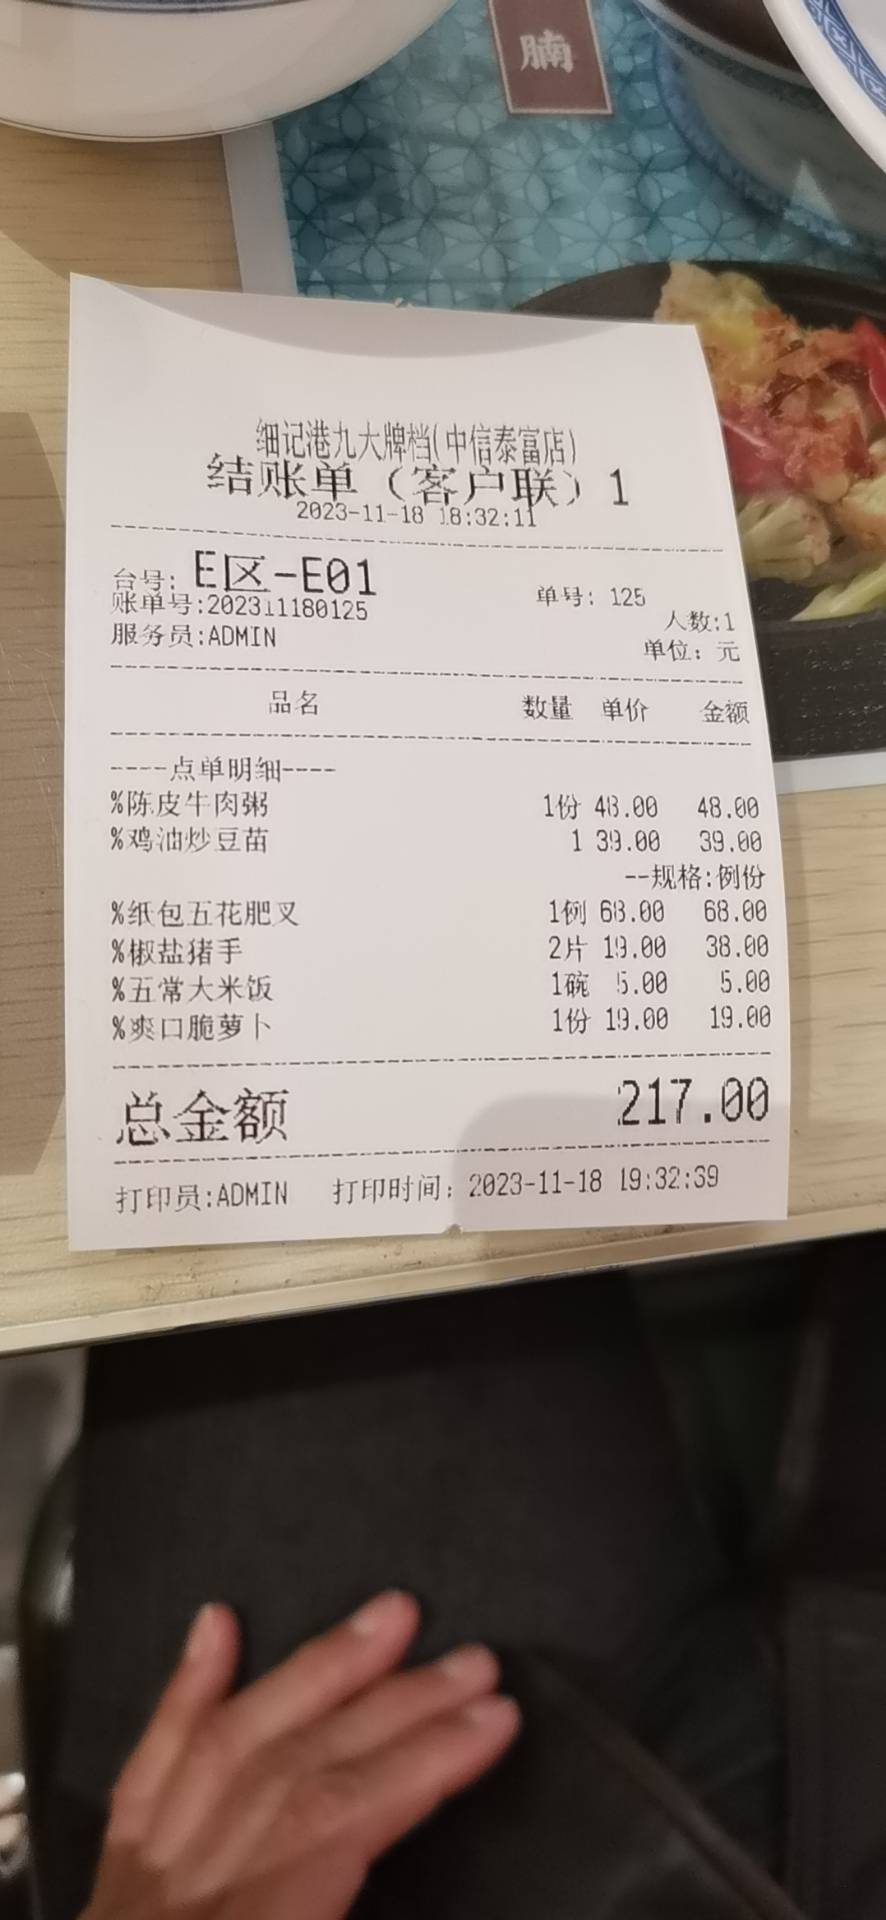 腩
细记港九大牌档(中信泰富店)
结账单（客户联）1
2023-11-18 18:32:11
台号: E区-E01 单号: 125
账单号:202311180125 人数:1
服务员:ADMIN 单位: 元
品名 数量 单价 金额
----点单明细----
%陈皮牛肉粥 1份 48.00 48.00
%鸡油炒豆苗 1 39.00 39.00
--规格:例份
%纸包五花肥叉 1例 68.00 68.00
%椒盐猪手 2片 19.00 38.00
%五常大米饭 1碗 5.00 5.00
%爽口脆萝卜 1份 19.00 19.00
总金额 217.00
打印员:ADMIN 打印时间: 2023-11-18 19:32:39